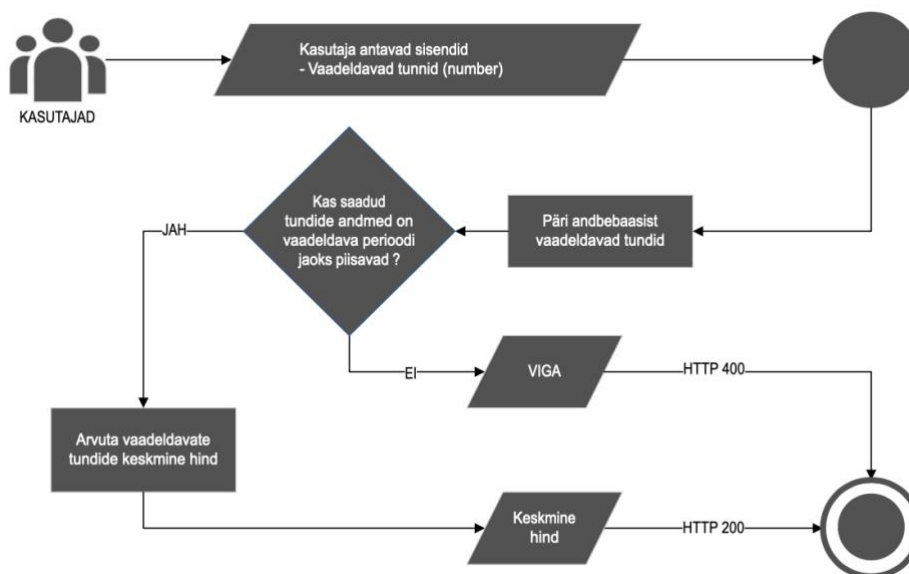 Kasutaja antavad sisendid
- Vaadeldavad tunnid (number)
KASUTAJAD
Kas saadud
tundide andmed on
vaadeldava perioodi
jaoks piisavad ?
Päri andbebaasist
vaadeldavad tundid
JAH
EI
VIGA
HTTP 400
Arvuta vaadeldavate
tundide keskmine hind
Keskmine
hind
HTTP 200